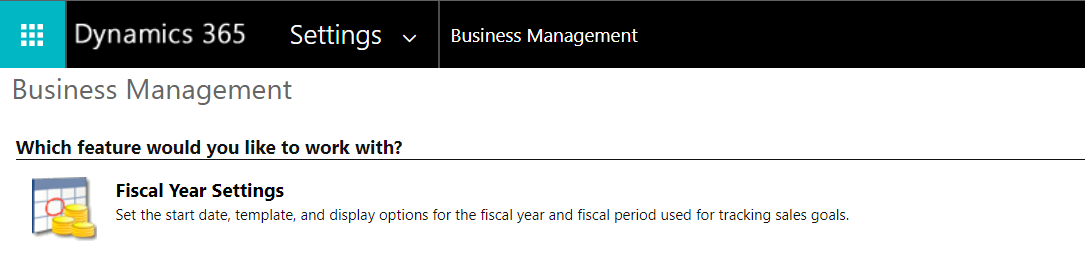 Dynamics 365 Settings Business Management
Business Management
Which feature would you like to work with?
Fiscal Year Settings
Set the start date, template, and display options for the fiscal year and fiscal period used for tracking sales goals.